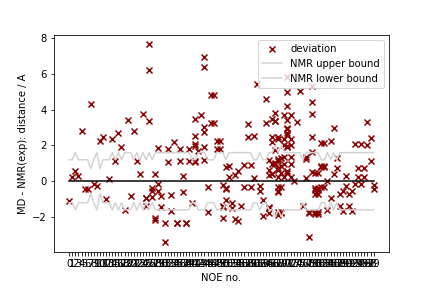 deviation
NMR upper bound
NMR lower bound
MD - NMR(exp): distance / A
8
6
4
2
0
−2
NOE no.